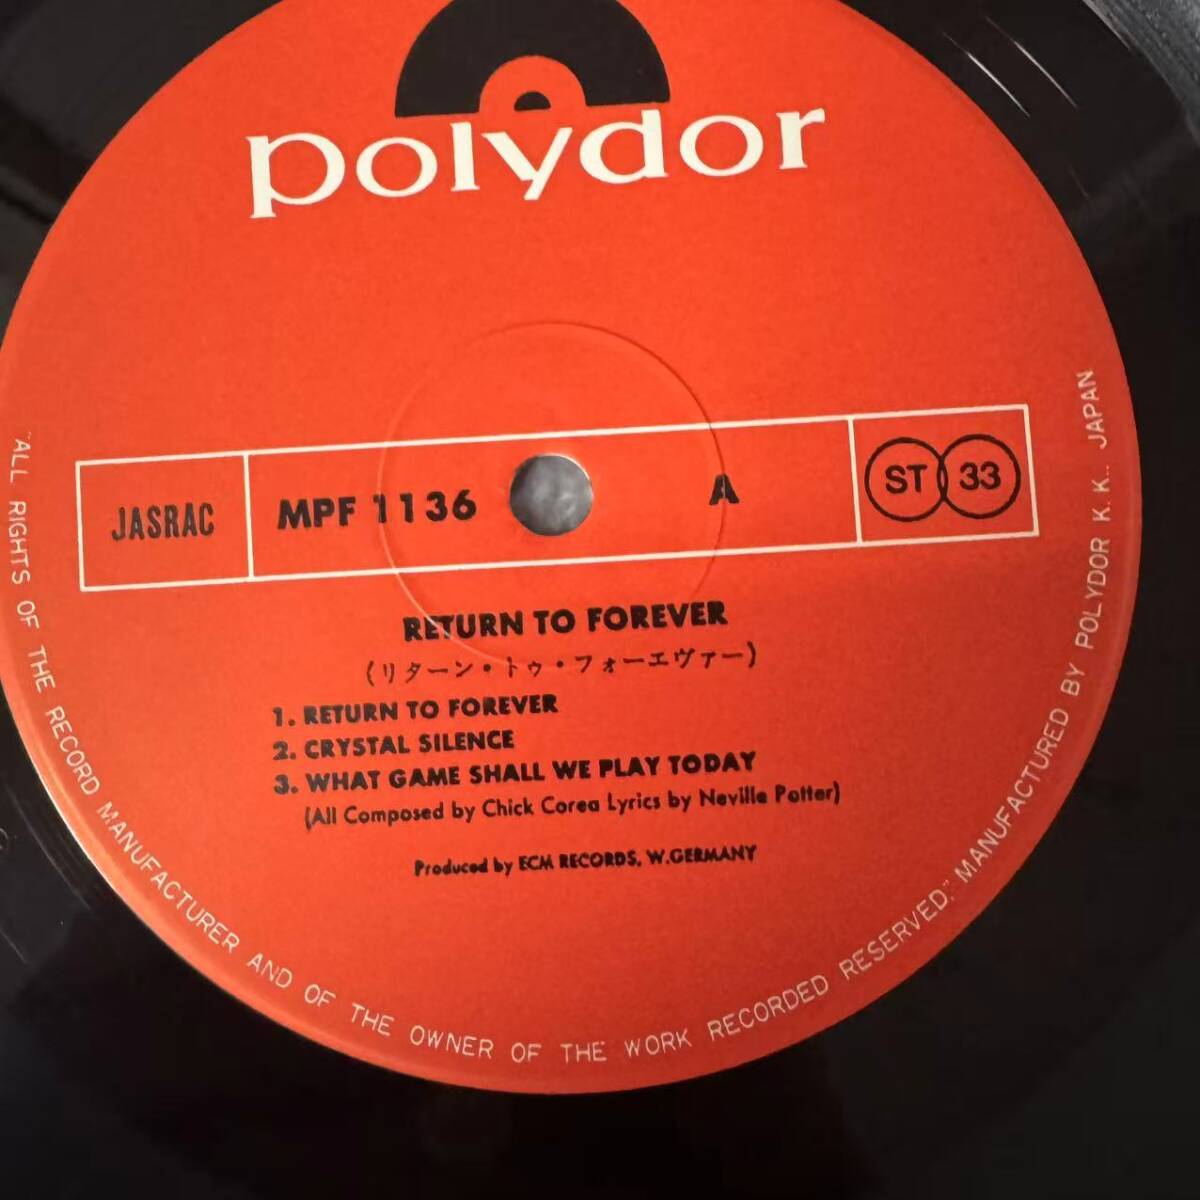 polydor
JASRAC MPF 1136 A ST 33
RETURN TO FOREVER
(リターン・トゥ・フォーエヴァー)
1. RETURN TO FOREVER
2. CRYSTAL SILENCE
3. WHAT GAME SHALL WE PLAY TODAY
(All Composed by Chick Corea Lyrics by Neville Potter)
Produced by ECM RECORDS, W.GERMANY
"ALL RIGHTS OF THE RECORD MANUFACTURER AND OF THE OWNER OF THE WORK RECORDED RESERVED." MANUFACTURED BY POLYDOR K.K., JAPAN